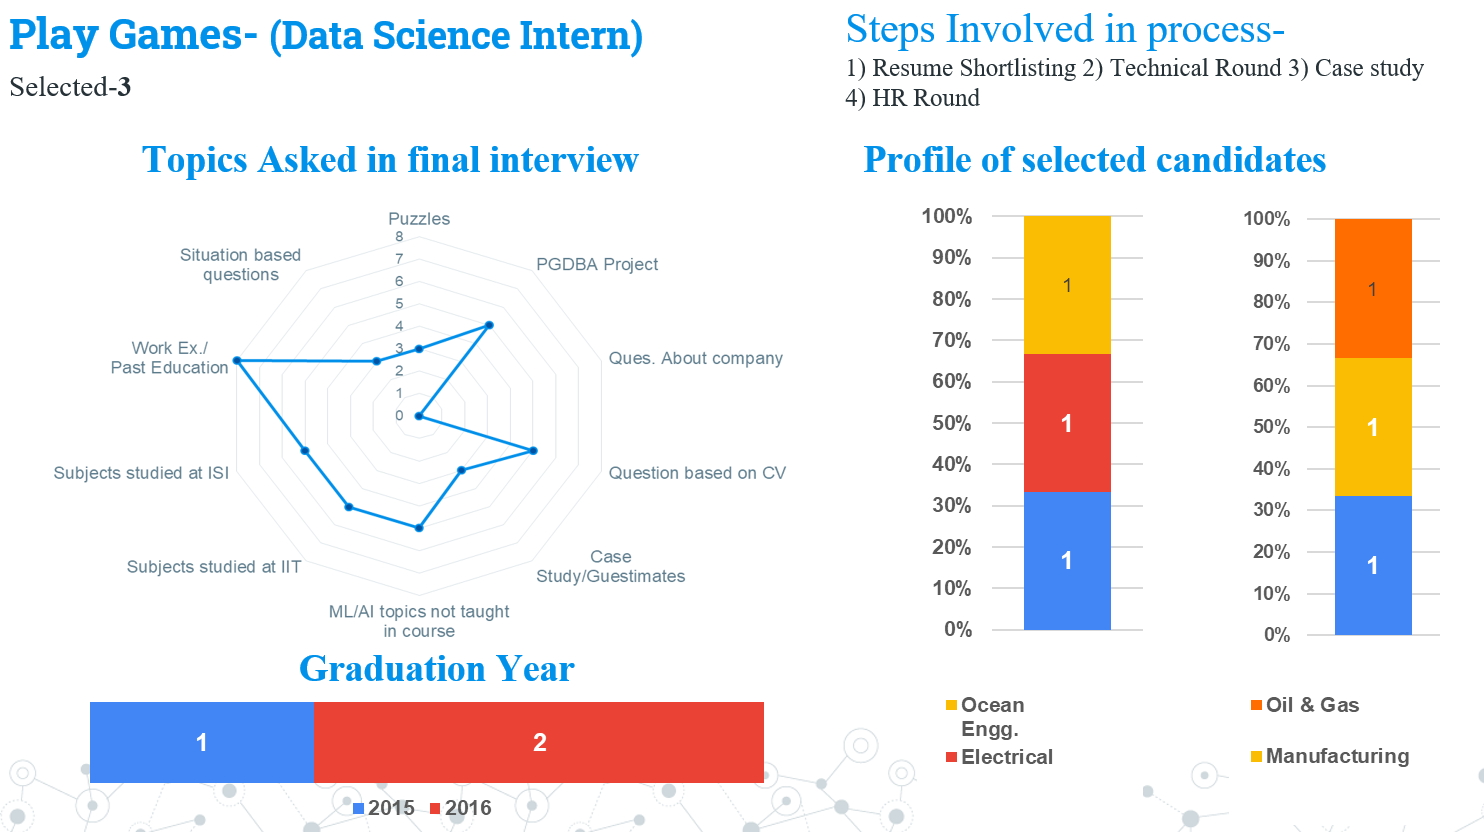 Play Games- (Data Science Intern)
Selected-3
Steps Involved in process-
1) Resume Shortlisting 2) Technical Round 3) Case study
4) HR Round
Topics Asked in final interview
Puzzles
8
7
6
5
4
3
2
1
0
PGDBA Project
Ques. About company
Question based on CV
Case
Study/Guestimates
ML/AI topics not taught
in course
Subjects studied at IIT
Subjects studied at ISI
Work Ex./
Past Education
Situation based
questions
Graduation Year
1 2
2015 2016
Profile of selected candidates
100%
90%
80%
70%
60%
50%
40%
30%
20%
10%
0%
1
1
1
Ocean
Engg.
Electrical
100%
90%
80%
70%
60%
50%
40%
30%
20%
10%
0%
1
1
1
Oil & Gas
Manufacturing